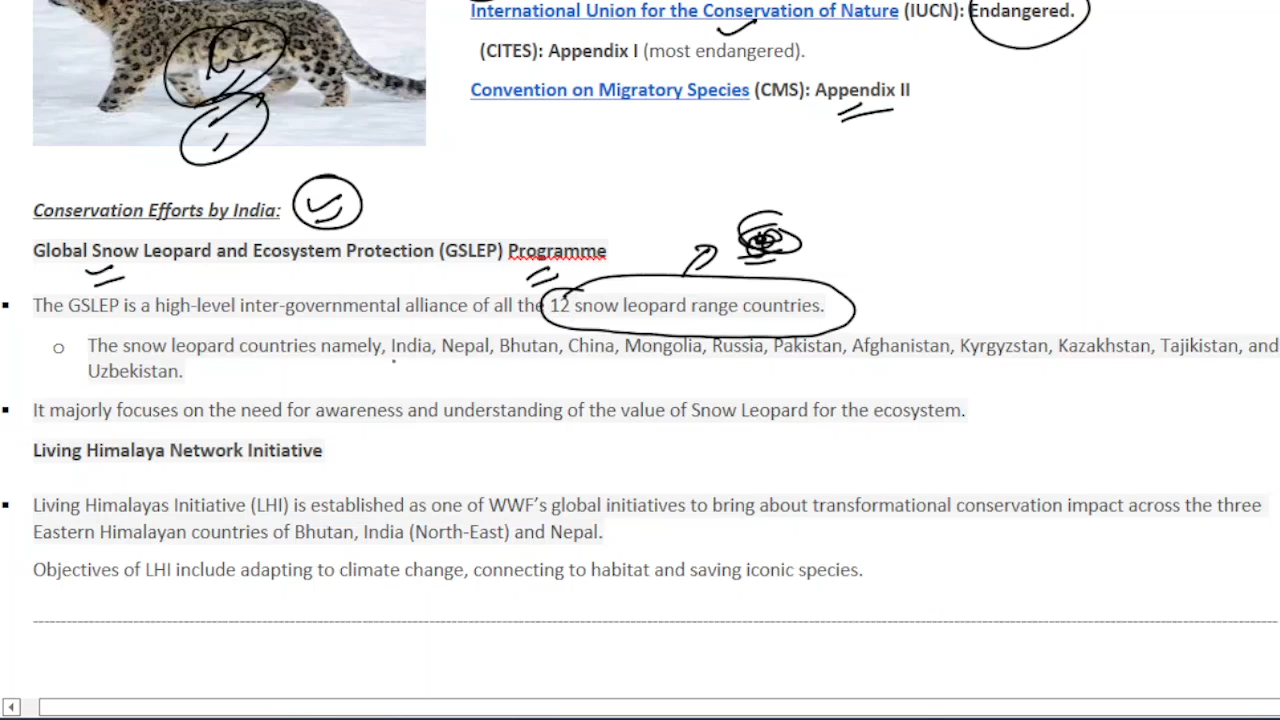 International Union for the Conservation of Nature (IUCN): Endangered.
(CITES): Appendix I (most endangered).
Convention on Migratory Species (CMS): Appendix II
Conservation Efforts by India:
Global Snow Leopard and Ecosystem Protection (GSLEP) Programme
▪ The GSLEP is a high-level inter-governmental alliance of all the 12 snow leopard range countries.
o The snow leopard countries namely, India, Nepal, Bhutan, China, Mongolia, Russia, Pakistan, Afghanistan, Kyrgyzstan, Kazakhstan, Tajikistan, and
Uzbekistan.
▪ It majorly focuses on the need for awareness and understanding of the value of Snow Leopard for the ecosystem.
Living Himalaya Network Initiative
▪ Living Himalayas Initiative (LHI) is established as one of WWF’s global initiatives to bring about transformational conservation impact across the three
Eastern Himalayan countries of Bhutan, India (North-East) and Nepal.
Objectives of LHI include adapting to climate change, connecting to habitat and saving iconic species.